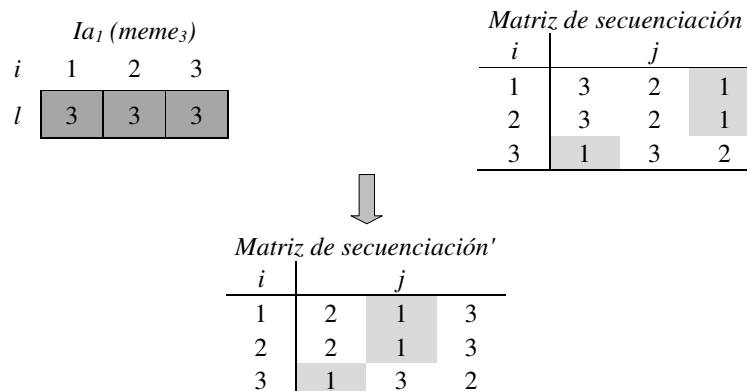 Ia1 (meme3)
i 1 2 3
l 3 3 3
Matriz de secuenciación
i j
1 3 2 1
2 3 2 1
3 1 3 2
Matriz de secuenciación'
i j
1 2 1 3
2 2 1 3
3 1 3 2